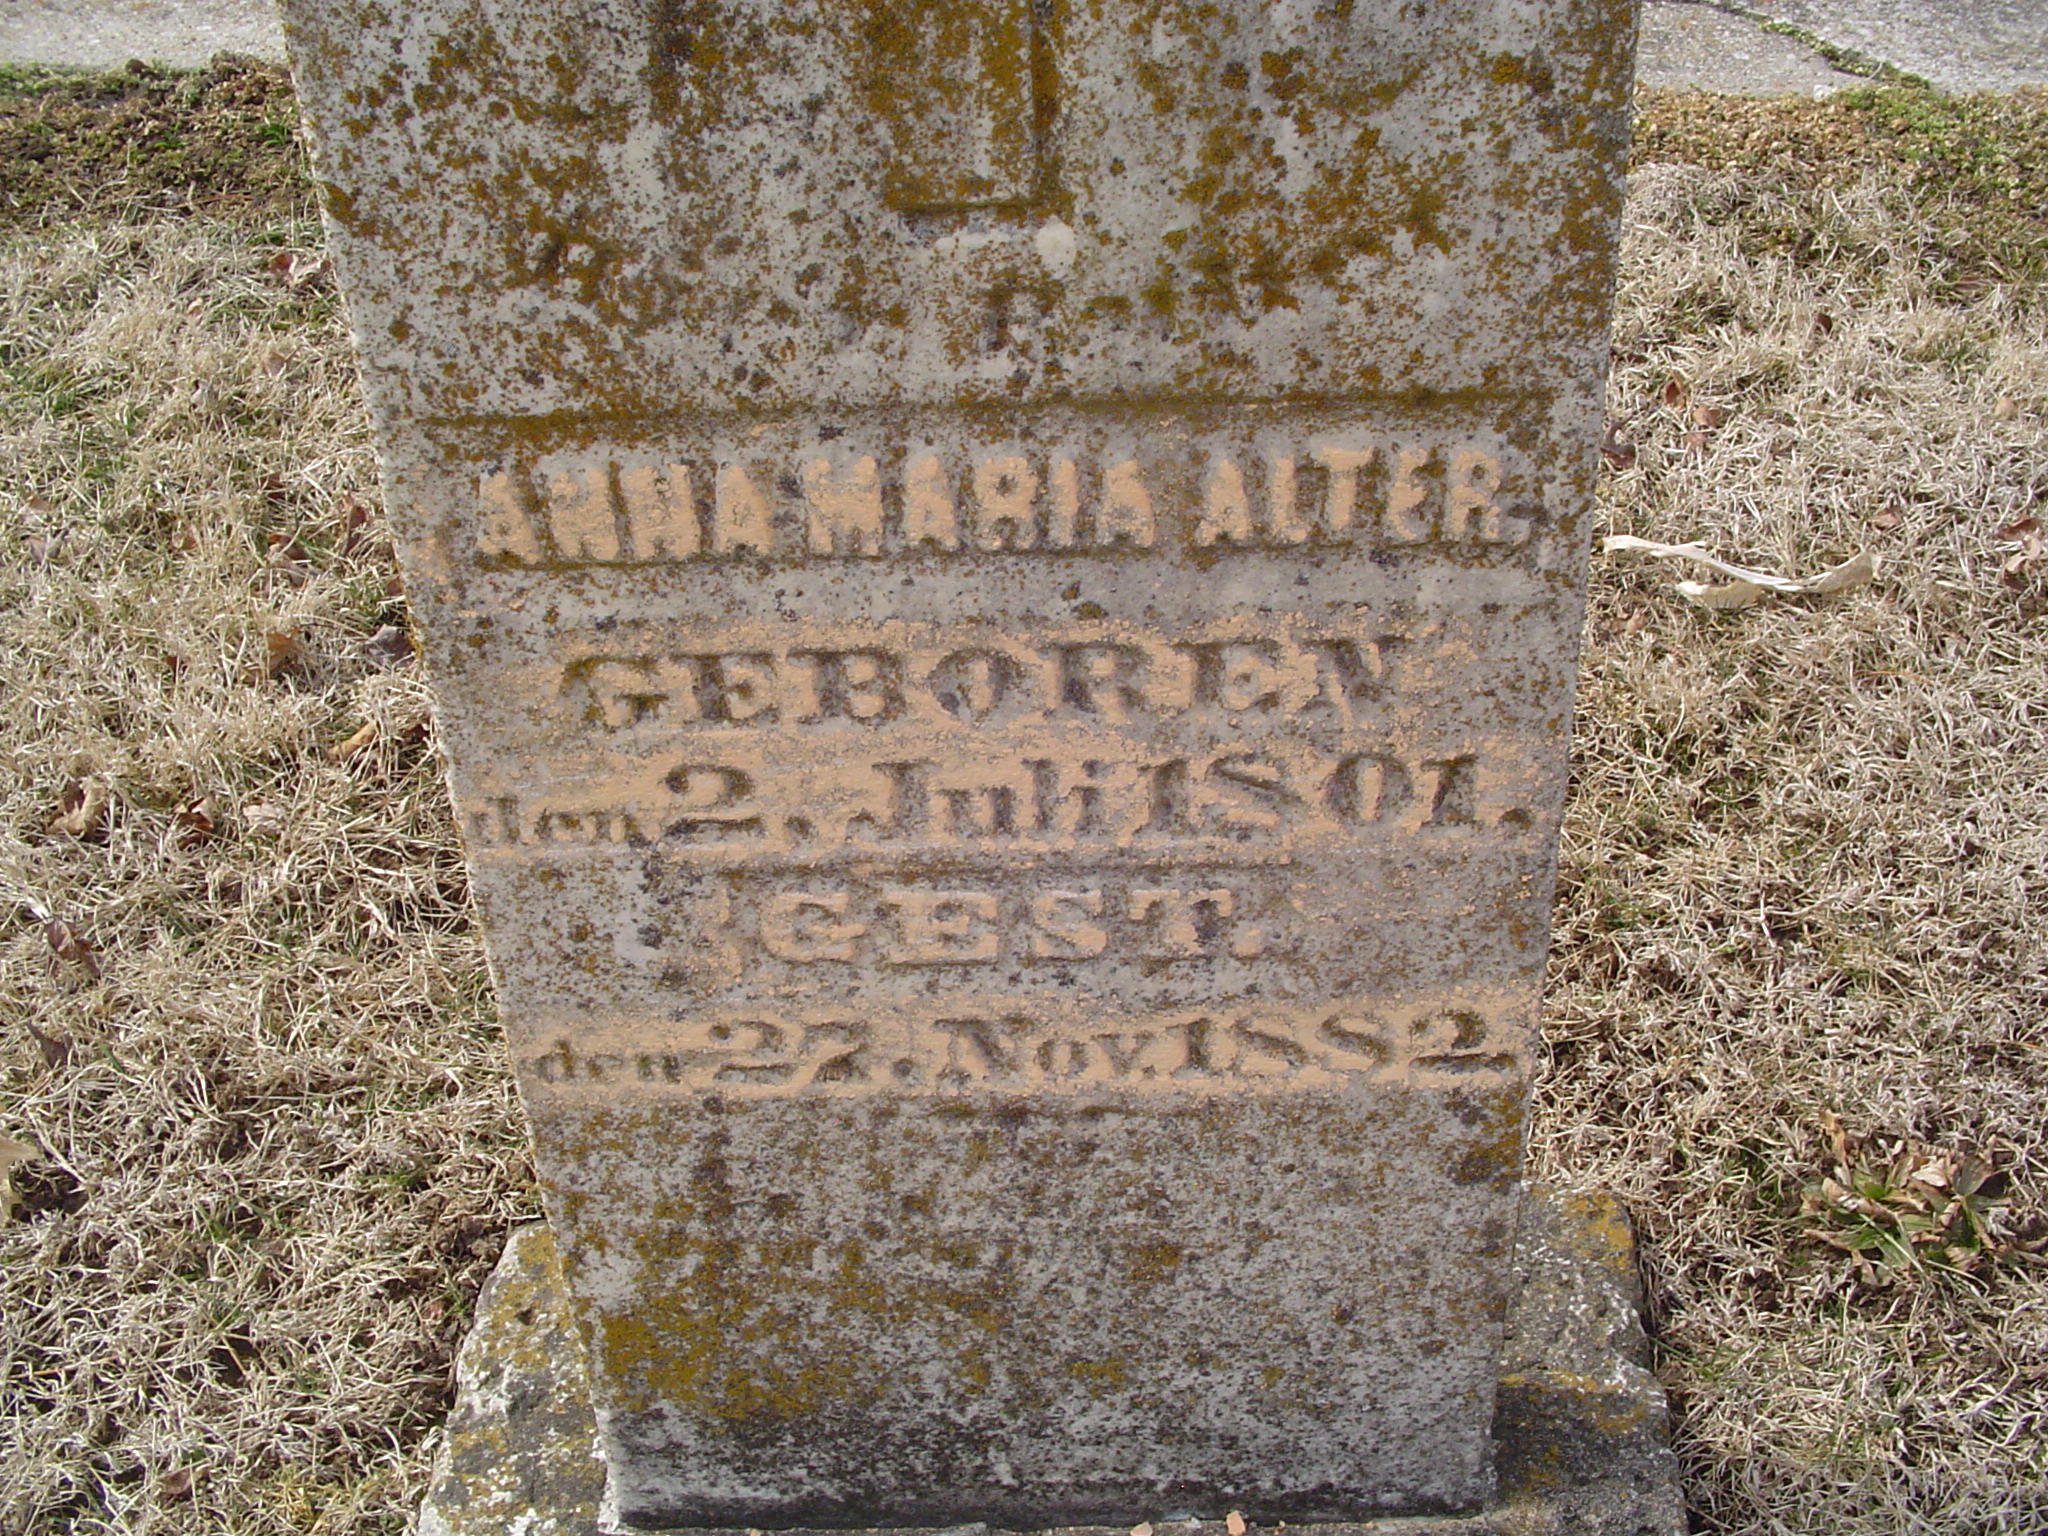 ANNA MARIA ALTER.
GEBOREN
den 2. Juli 1801.
GEST.
den 27. Nov. 1882